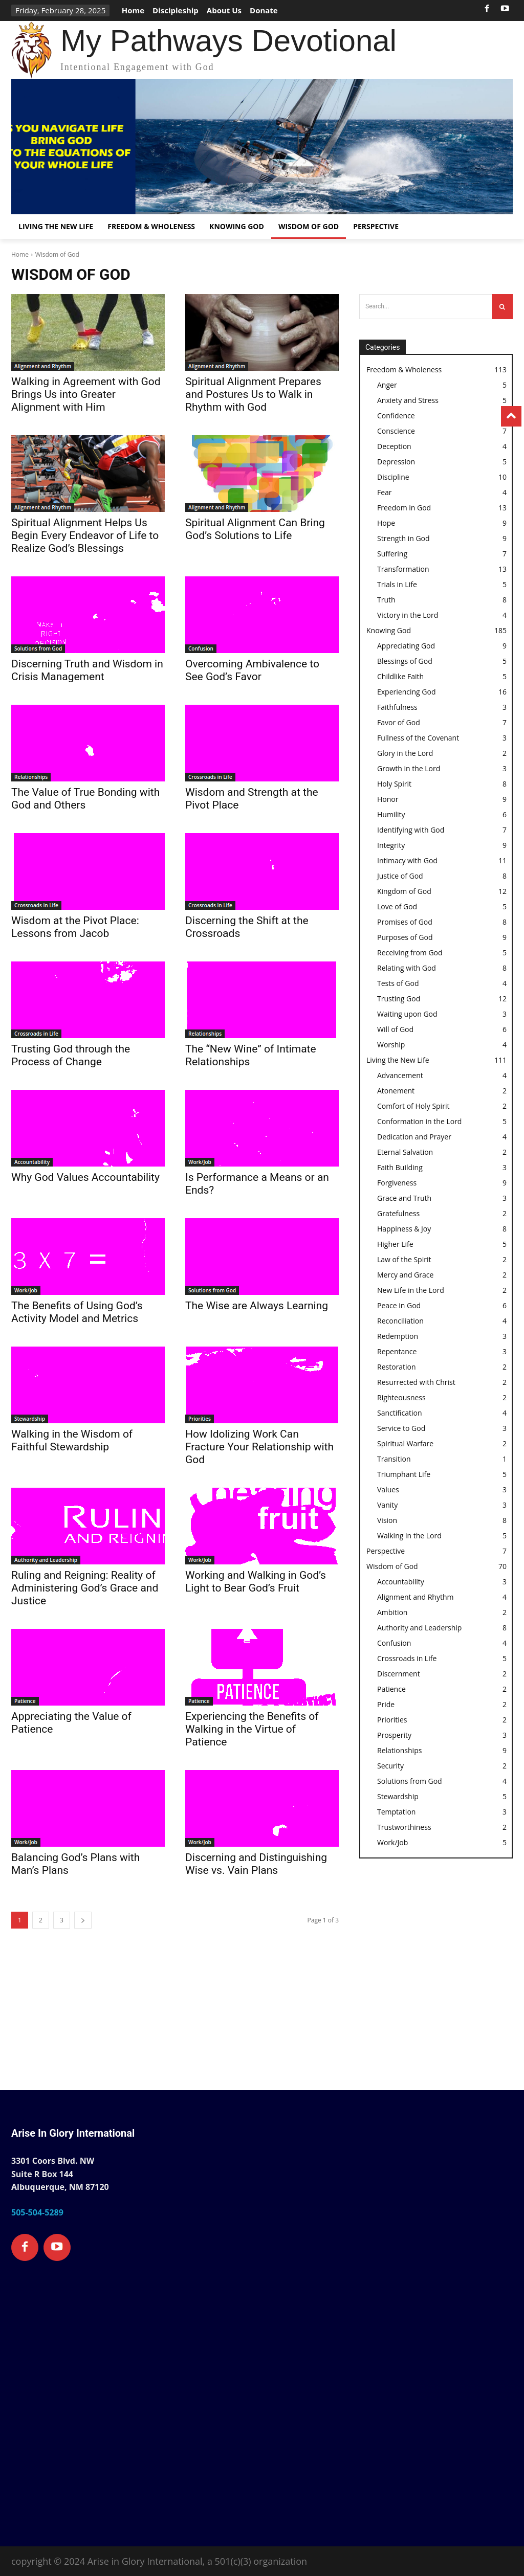 Friday, February 28, 2025 Home Discipleship About Us Donate
My Pathways Devotional
Intentional Engagement with God
S YOU NAVIGATE LIFE
BRING GOD
TO THE EQUATIONS OF
YOUR WHOLE LIFE
LIVING THE NEW LIFE FREEDOM & WHOLENESS KNOWING GOD WISDOM OF GOD PERSPECTIVE
Home › Wisdom of God
WISDOM OF GOD
Alignment and Rhythm
Walking in Agreement with God
Brings Us into Greater
Alignment with Him
Alignment and Rhythm
Spiritual Alignment Prepares
and Postures Us to Walk in
Rhythm with God
Alignment and Rhythm
Spiritual Alignment Helps Us
Begin Every Endeavor of Life to
Realize God's Blessings
Alignment and Rhythm
Spiritual Alignment Can Bring
God's Solutions to Life
MAKE
RIGHT
DECISION
Solutions from God
Discerning Truth and Wisdom in
Crisis Management
Confusion
Overcoming Ambivalence to
See God's Favor
Relationships
The Value of True Bonding with
God and Others
Crossroads in Life
Wisdom and Strength at the
Pivot Place
Crossroads in Life
Wisdom at the Pivot Place:
Lessons from Jacob
Crossroads in Life
Discerning the Shift at the
Crossroads
Crossroads in Life
Trusting God through the
Process of Change
Relationships
The “New Wine” of Intimate
Relationships
Accountability
Why God Values Accountability
Work/Job
Is Performance a Means or an
Ends?
3 X 7 =
Work/Job
The Benefits of Using God's
Activity Model and Metrics
Solutions from God
The Wise are Always Learning
Stewardship
Walking in the Wisdom of
Faithful Stewardship
Priorities
How Idolizing Work Can
Fracture Your Relationship with
God
RULIN
AND REIGNI
Authority and Leadership
Ruling and Reigning: Reality of
Administering God's Grace and
Justice
fruit
Work/Job
Working and Walking in God's
Light to Bear God's Fruit
Patience
Appreciating the Value of
Patience
PATIENCE
Patience
Experiencing the Benefits of
Walking in the Virtue of
Patience
Work/Job
Balancing God's Plans with
Man's Plans
Work/Job
Discerning and Distinguishing
Wise vs. Vain Plans
1 2 3
Page 1 of 3
Search...
Categories
Freedom & Wholeness 113
Anger 5
Anxiety and Stress 5
Confidence
Conscience 7
Deception 4
Depression 5
Discipline 10
Fear 4
Freedom in God 13
Hope 9
Strength in God 9
Suffering 7
Transformation 13
Trials in Life 5
Truth 8
Victory in the Lord 4
Knowing God 185
Appreciating God 9
Blessings of God 5
Childlike Faith 5
Experiencing God 16
Faithfulness 3
Favor of God 7
Fullness of the Covenant 3
Glory in the Lord 2
Growth in the Lord 3
Holy Spirit 8
Honor 9
Humility 6
Identifying with God 7
Integrity 9
Intimacy with God 11
Justice of God 8
Kingdom of God 12
Love of God 5
Promises of God 8
Purposes of God 9
Receiving from God 5
Relating with God 8
Tests of God 4
Trusting God 12
Waiting upon God 3
Will of God 6
Worship 4
Living the New Life 111
Advancement 4
Atonement 2
Comfort of Holy Spirit 2
Conformation in the Lord 5
Dedication and Prayer 4
Eternal Salvation 2
Faith Building 3
Forgiveness 9
Grace and Truth 3
Gratefulness 2
Happiness & Joy 8
Higher Life 5
Law of the Spirit 2
Mercy and Grace 2
New Life in the Lord 2
Peace in God 6
Reconciliation 4
Redemption 3
Repentance 3
Restoration 2
Resurrected with Christ 2
Righteousness 2
Sanctification 4
Service to God 3
Spiritual Warfare 2
Transition 1
Triumphant Life 5
Values 3
Vanity 3
Vision 8
Walking in the Lord 5
Perspective 7
Wisdom of God 70
Accountability 3
Alignment and Rhythm 4
Ambition 2
Authority and Leadership 8
Confusion 4
Crossroads in Life 5
Discernment 2
Patience 2
Pride 2
Priorities 2
Prosperity 3
Relationships 9
Security 2
Solutions from God 4
Stewardship 5
Temptation 3
Trustworthiness 2
Work/Job 5
Arise In Glory International
3301 Coors Blvd. NW
Suite R Box 144
Albuquerque, NM 87120
505-504-5289
copyright © 2024 Arise in Glory International, a 501(c)(3) organization